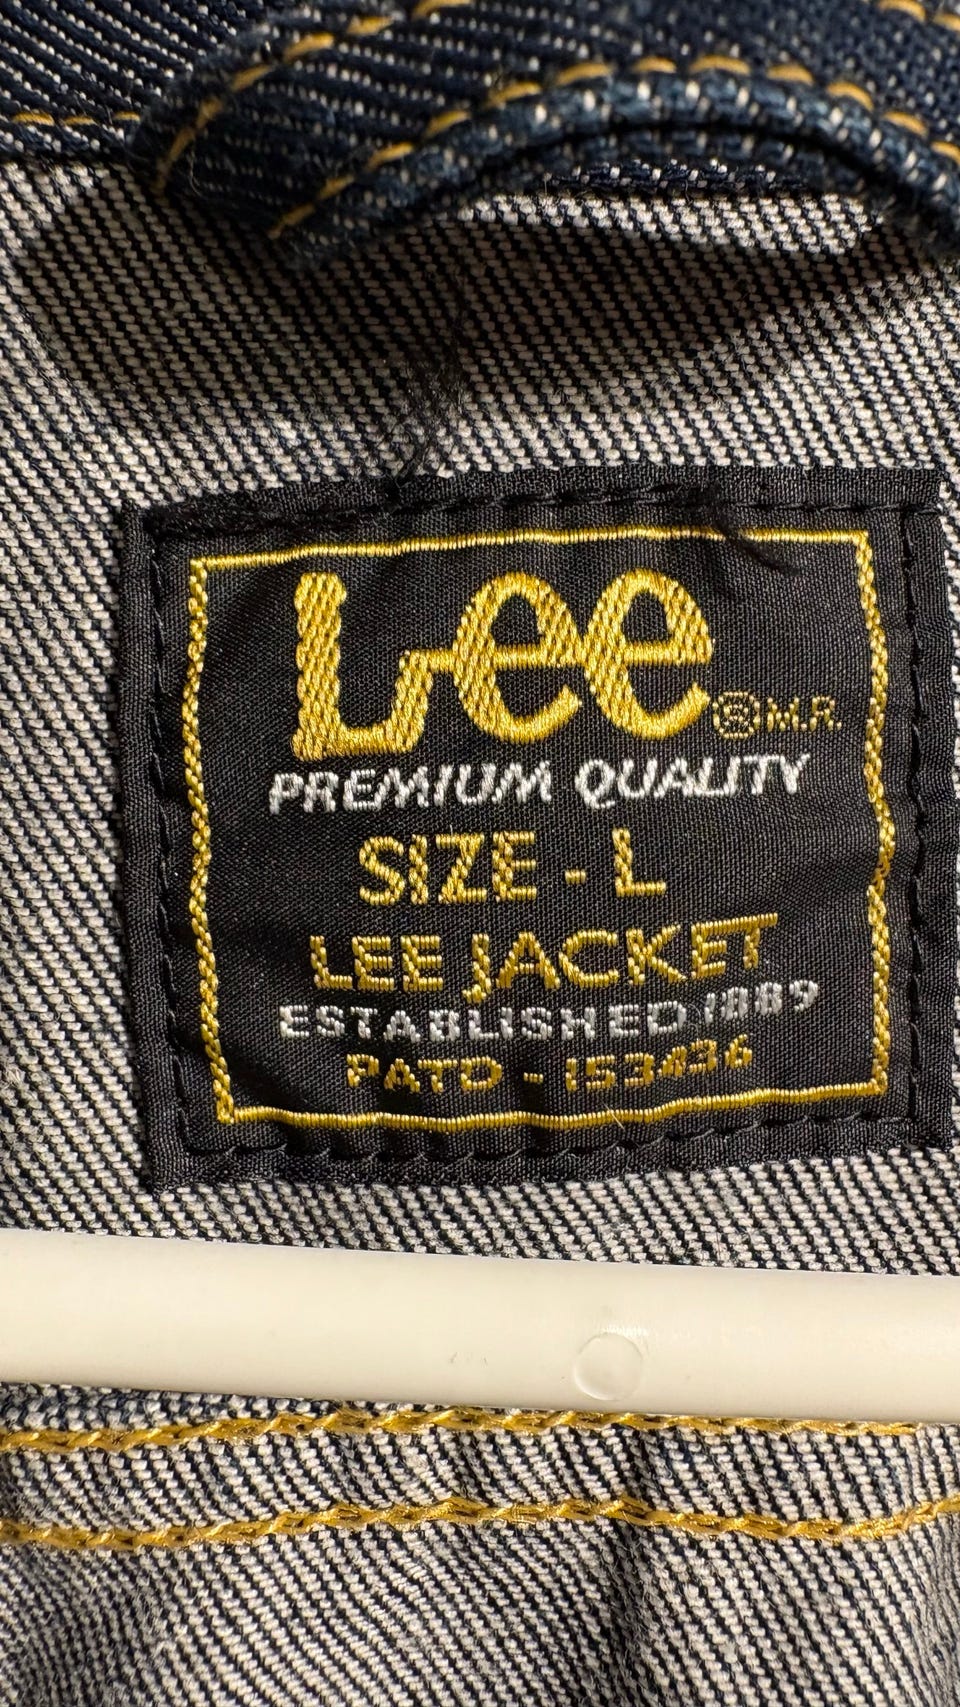 Lee ® M.R.
PREMIUM QUALITY
SIZE - L
LEE JACKET
ESTABLISHED 1889
PATD - 153436